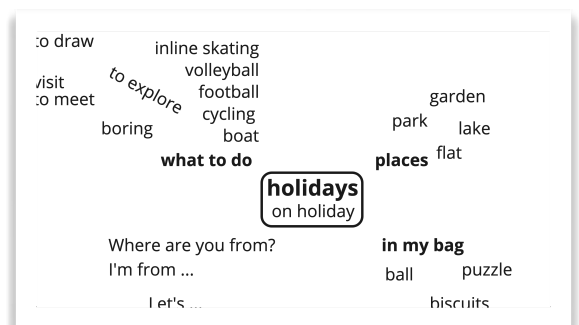 to draw
inline skating
volleyball
visit
to explore
football
to meet
garden
cycling
park
lake
boring
boat
flat
what to do
places
holidays
on holiday
Where are you from?
in my bag
I'm from ...
ball
puzzle
Let's ...
biscuits